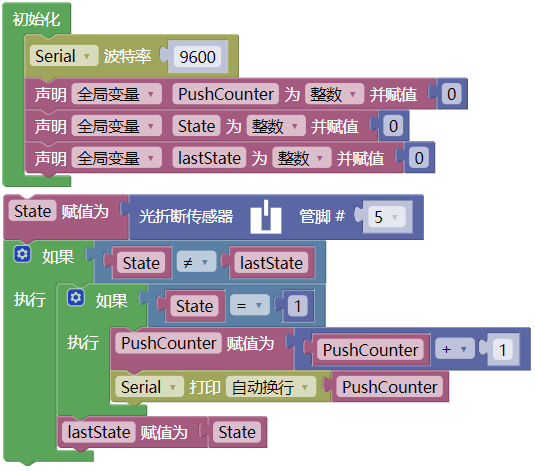 初始化
Serial 波特率 9600
声明 全局变量 PushCounter 为 整数 并赋值 0
声明 全局变量 State 为 整数 并赋值 0
声明 全局变量 lastState 为 整数 并赋值 0
State 赋值为 光折断传感器 管脚 # 5
如果 State ≠ lastState
执行 如果 State = 1
执行 PushCounter 赋值为 PushCounter + 1
Serial 打印 自动换行 PushCounter
lastState 赋值为 State